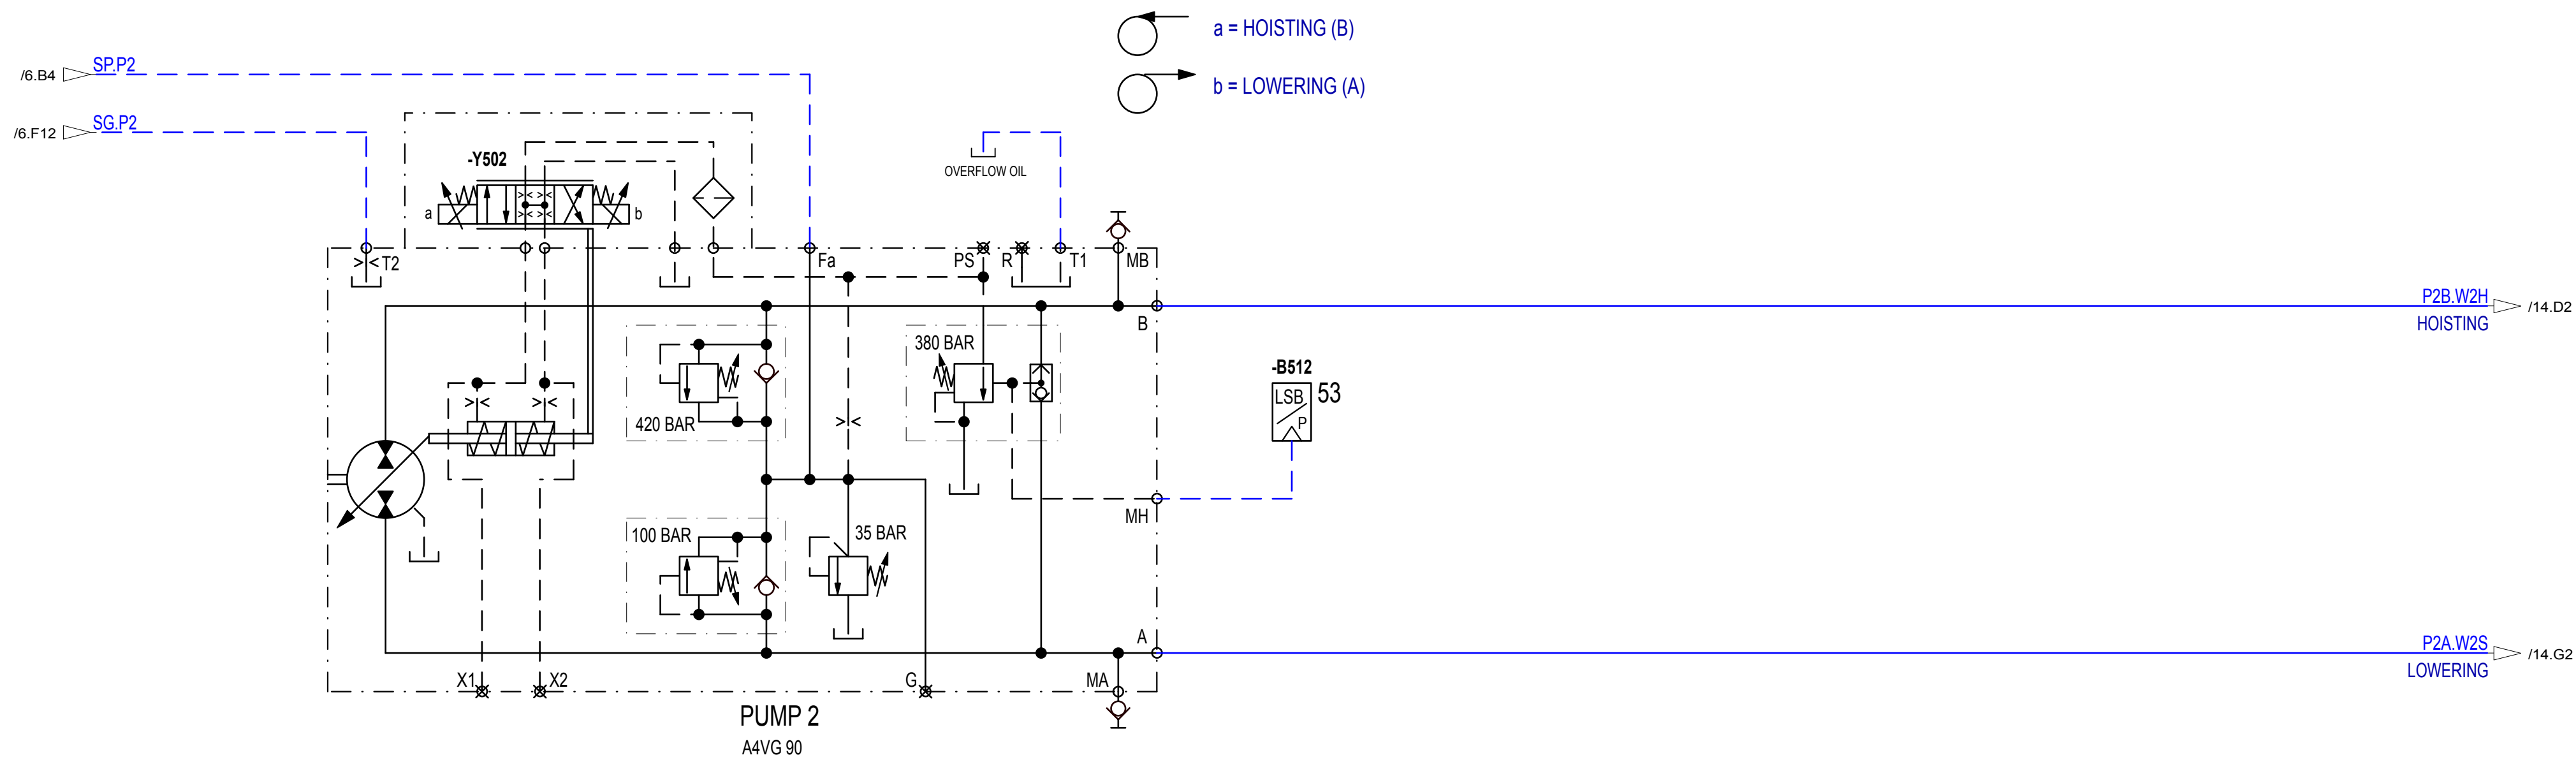 a = HOISTING (B)
/6.B4
SP.P2
b = LOWERING (A)
/6.F12
SG.P2
-Y502
OVERFLOW OIL
a
b
T2
Fa
PS
R
T1
MB
P2B.W2H
/14.D2
B
HOISTING
380 BAR
-B512
LSB
53
P
420 BAR
MH
100 BAR
35 BAR
A
P2A.W2S
/14.G2
LOWERING
X1
X2
G
MA
PUMP 2
A4VG 90